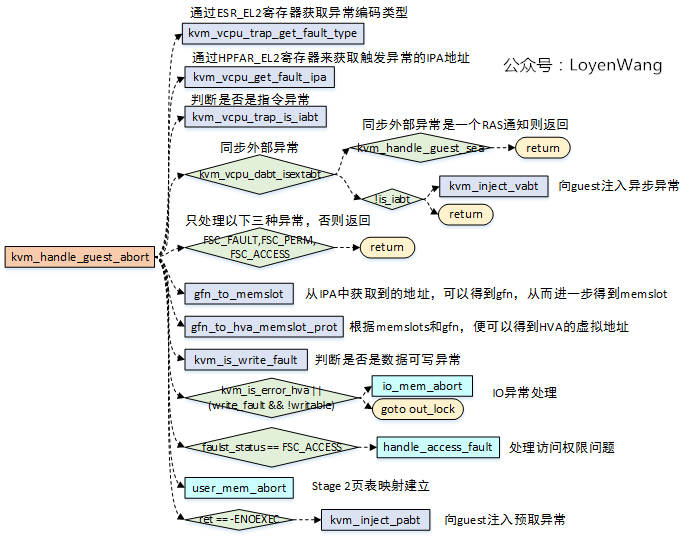 通过ESR_EL2寄存器获取异常编码类型
kvm_vcpu_trap_get_fault_type
通过HPFAR_EL2寄存器来获取触发异常的IPA地址
公众号：LoyenWang
kvm_vcpu_get_fault_ipa
判断是否是指令异常
kvm_vcpu_trap_is_iabt
同步外部异常是一个RAS通知则返回
同步外部异常
kvm_handle_guest_sea
return
kvm_vcpu_dabt_isextabt
!is_iabt
kvm_inject_vabt
向guest注入异步异常
return
只处理以下三种异常，否则返回
FSC_FAULT,FSC_PERM,
FSC_ACCESS
return
kvm_handle_guest_abort
gfn_to_memslot
从IPA中获取到的地址，可以得到gfn，从而进一步得到memslot
gfn_to_hva_memslot_prot
根据memslots和gfn，便可以得到HVA的虚拟地址
kvm_is_write_fault
判断是否是数据可写异常
kvm_is_error_hva ||
(write_fault && !writable)
io_mem_abort
IO异常处理
goto out_lock
faulst_status == FSC_ACCESS
handle_access_fault
处理访问权限问题
user_mem_abort
Stage 2页表映射建立
ret == -ENOEXEC
kvm_inject_pabt
向guest注入预取异常